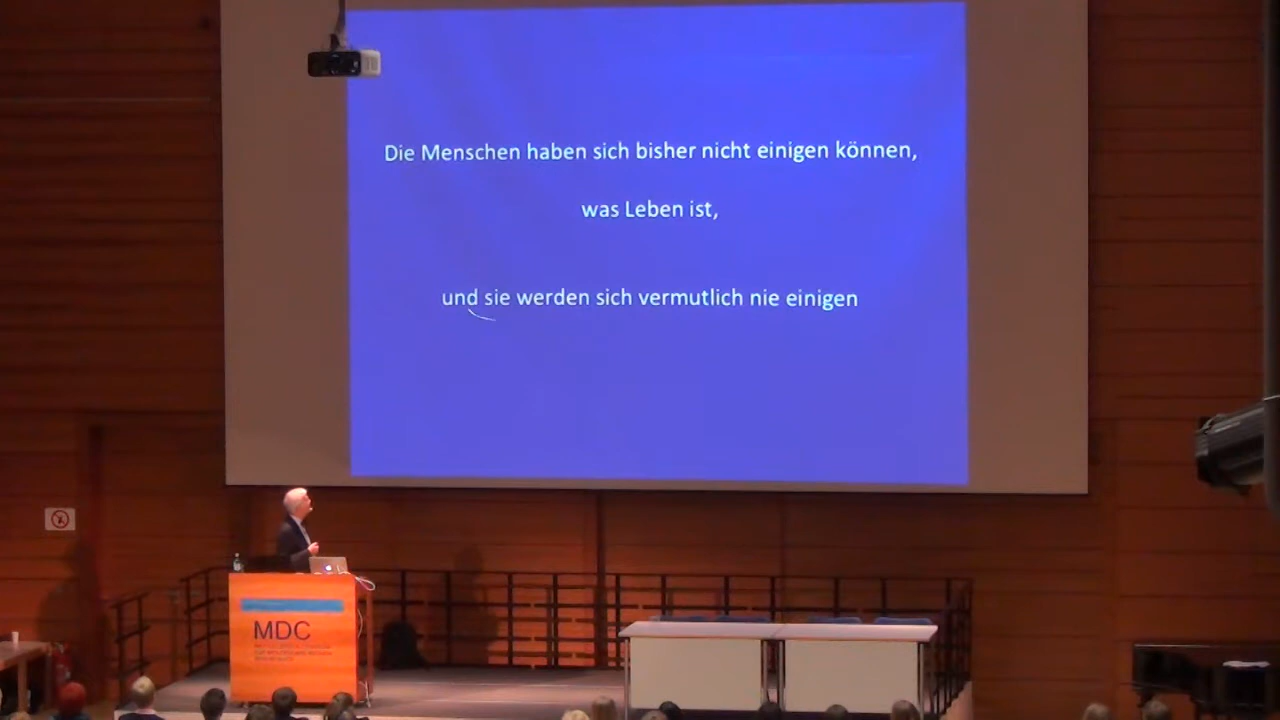 Die Menschen haben sich bisher nicht einigen können,
was Leben ist,
und sie werden sich vermutlich nie einigen
MDC